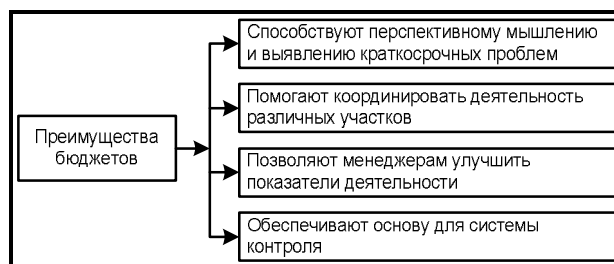 Преимущества
бюджетов
Способствуют перспективному мышлению
и выявлению краткосрочных проблем
Помогают координировать деятельность
различных участков
Позволяют менеджерам улучшить
показатели деятельности
Обеспечивают основу для системы
контроля